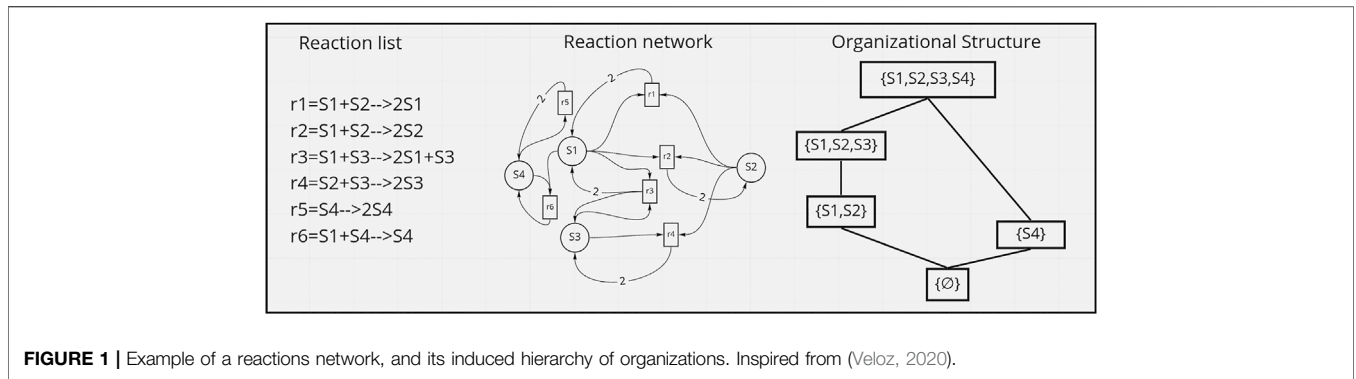 Reaction list
r1=S1+S2-->2S1
r2=S1+S2-->2S2
r3=S1+S3-->2S1+S3
r4=S2+S3-->2S3
r5=S4-->2S4
r6=S1+S4-->S4
Reaction network
2
r1
2
r5
S1
r2
S2
S4
2
r3
2
r6
S3
r4
2
Organizational Structure
{S1,S2,S3,S4}
{S1,S2,S3}
{S1,S2}
{S4}
{∅}
FIGURE 1 | Example of a reactions network, and its induced hierarchy of organizations. Inspired from (Veloz, 2020).